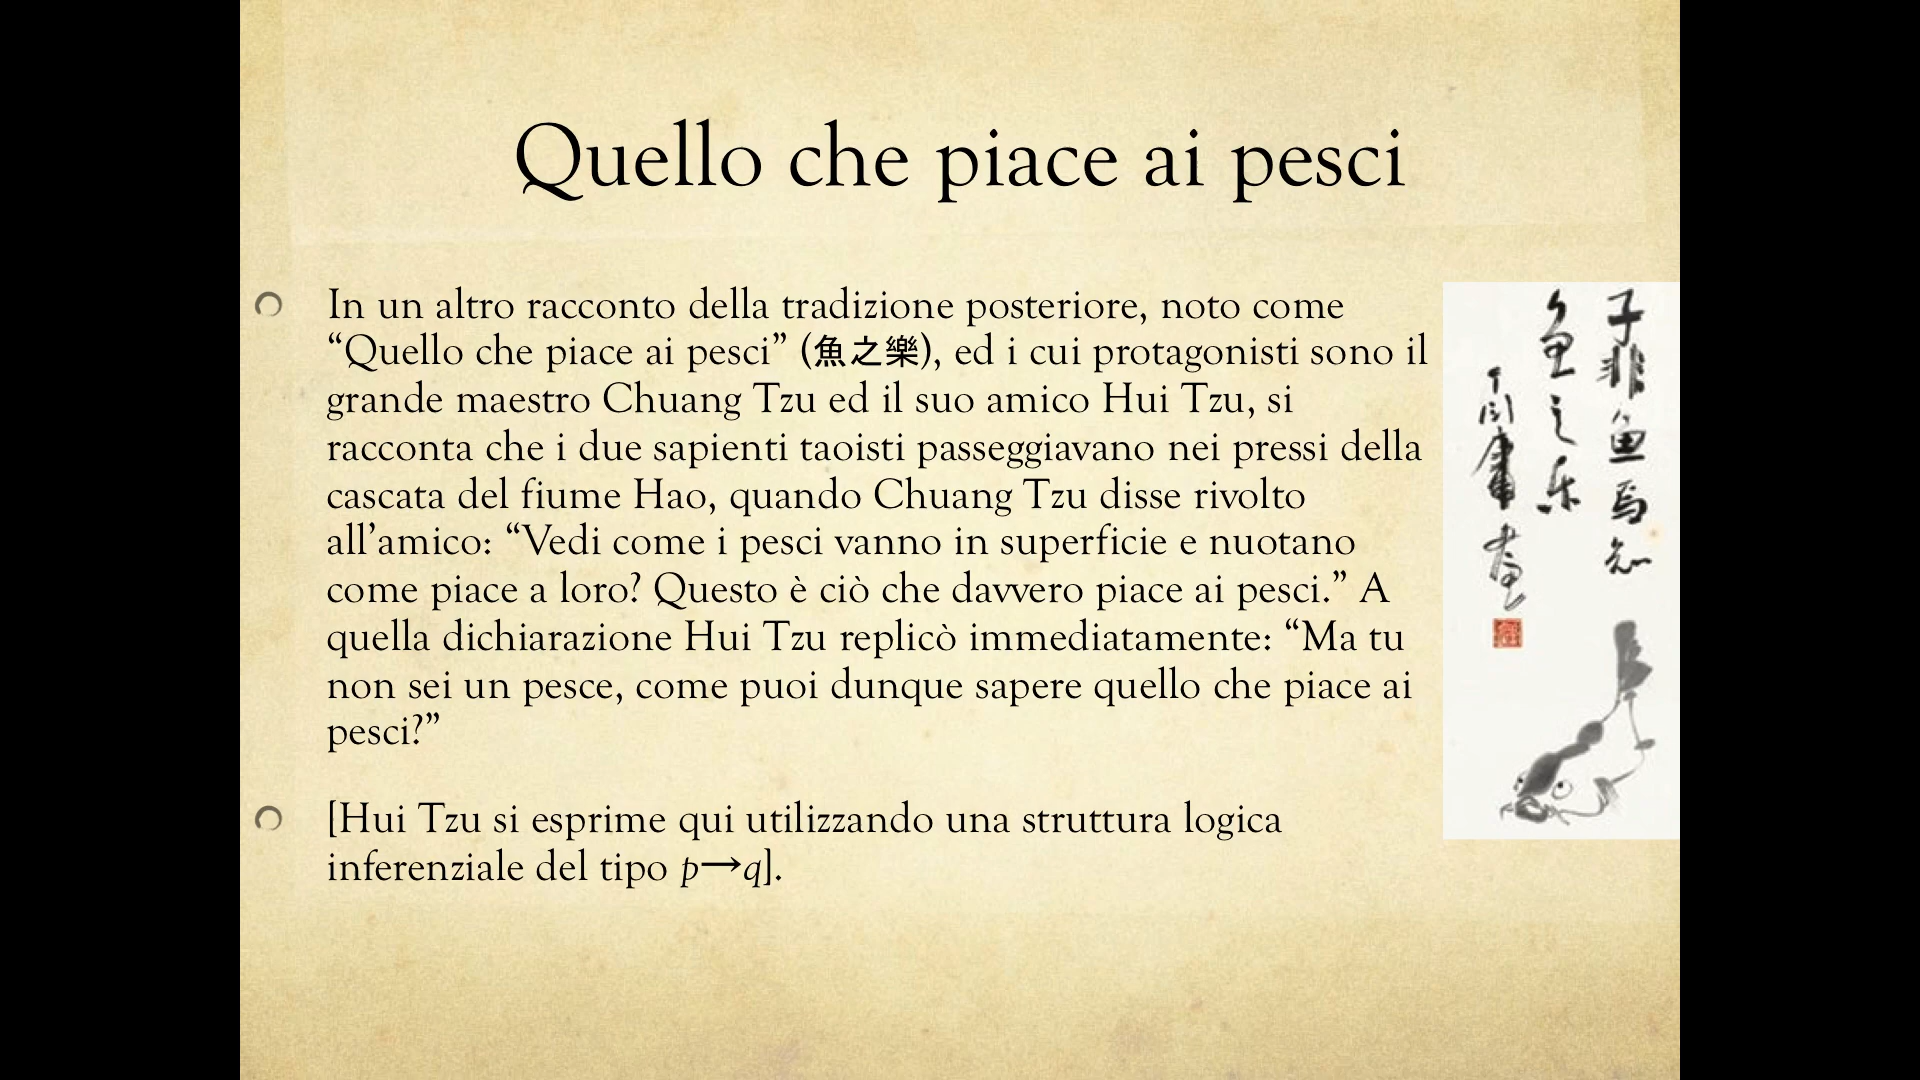 Quello che piace ai pesci
In un altro racconto della tradizione posteriore, noto come
“Quello che piace ai pesci” (魚之樂), ed i cui protagonisti sono il
grande maestro Chuang Tzu ed il suo amico Hui Tzu, si
racconta che i due sapienti taoisti passeggiavano nei pressi della
cascata del fiume Hao, quando Chuang Tzu disse rivolto
all’amico: “Vedi come i pesci vanno in superficie e nuotano
come piace a loro? Questo è ciò che davvero piace ai pesci.” A
quella dichiarazione Hui Tzu replicò immediatamente: “Ma tu
non sei un pesce, come puoi dunque sapere quello che piace ai
pesci?”
[Hui Tzu si esprime qui utilizzando una struttura logica
inferenziale del tipo p→q].
子非鱼焉知
鱼之乐